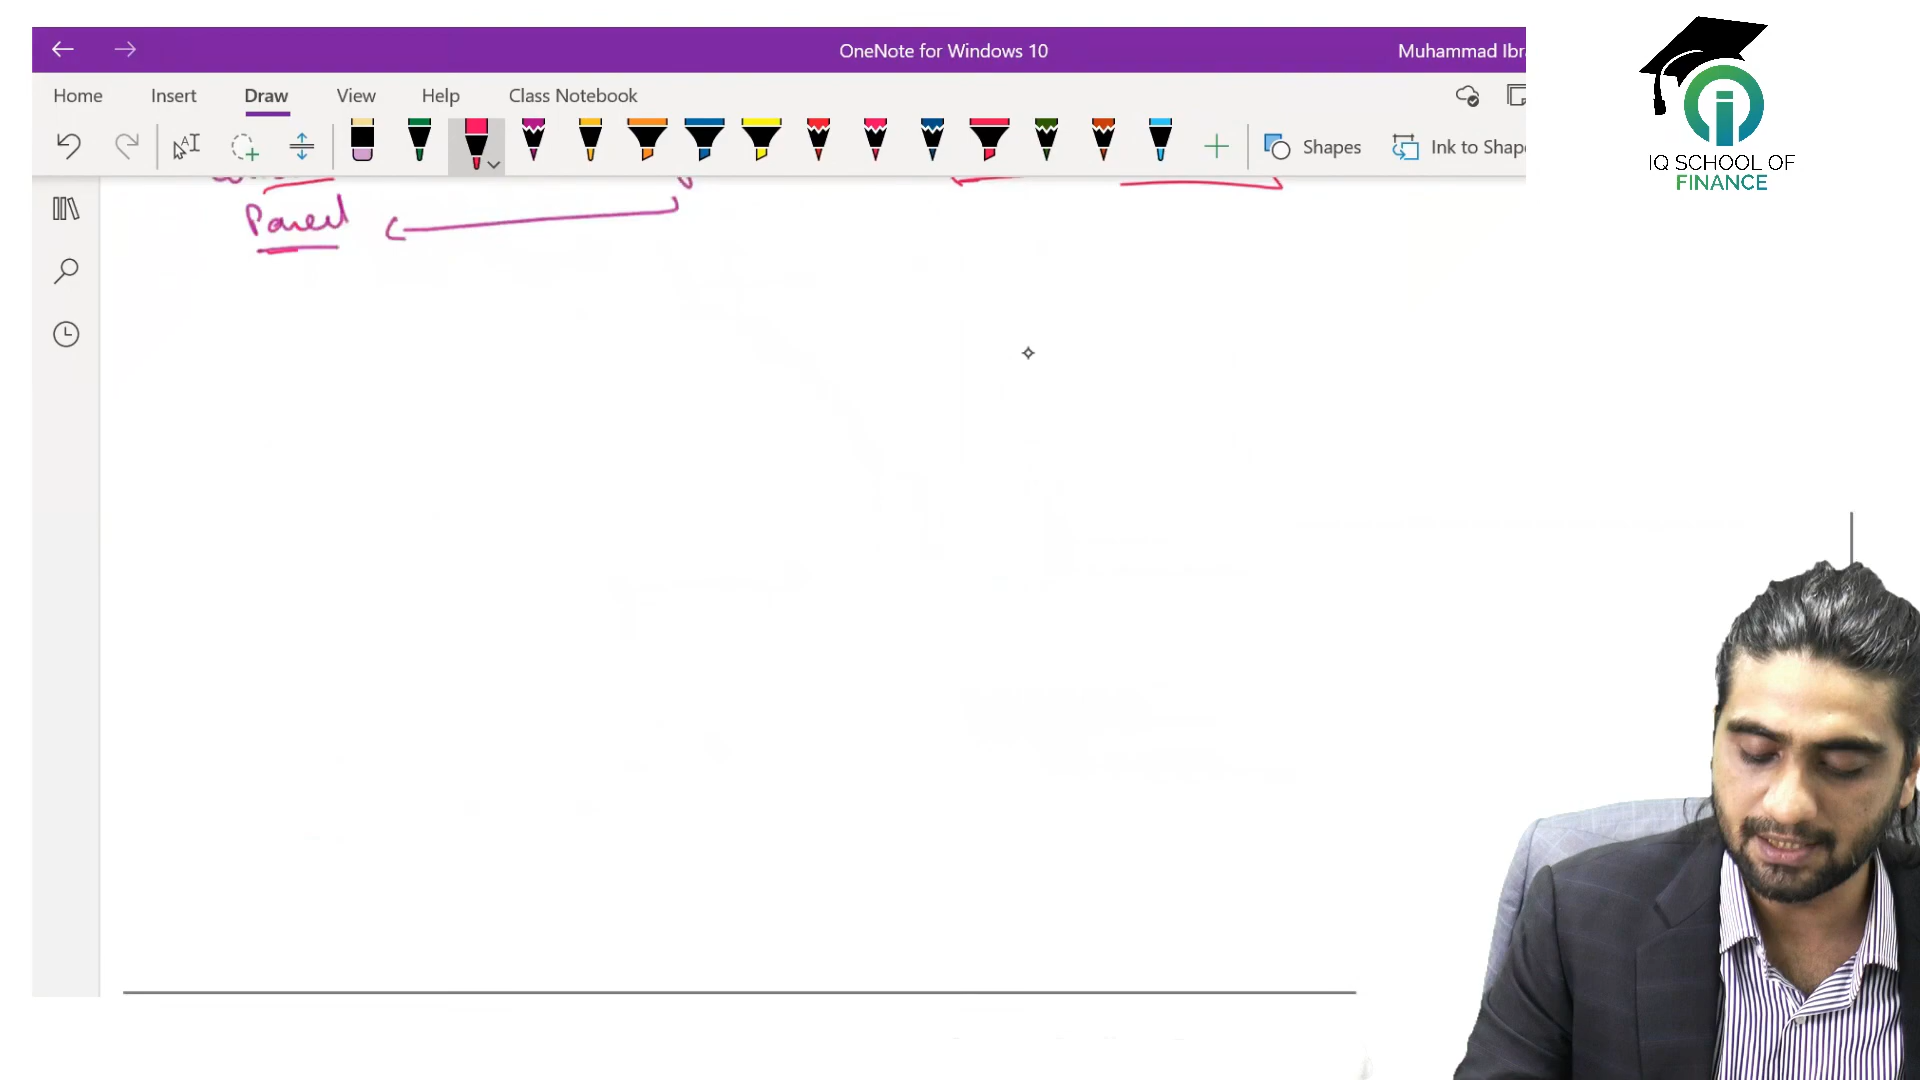 OneNote for Windows 10
Muhammad Ibr
Home Insert Draw View Help Class Notebook
Shapes
Ink to Shap
Parent
IQ SCHOOL OF
FINANCE